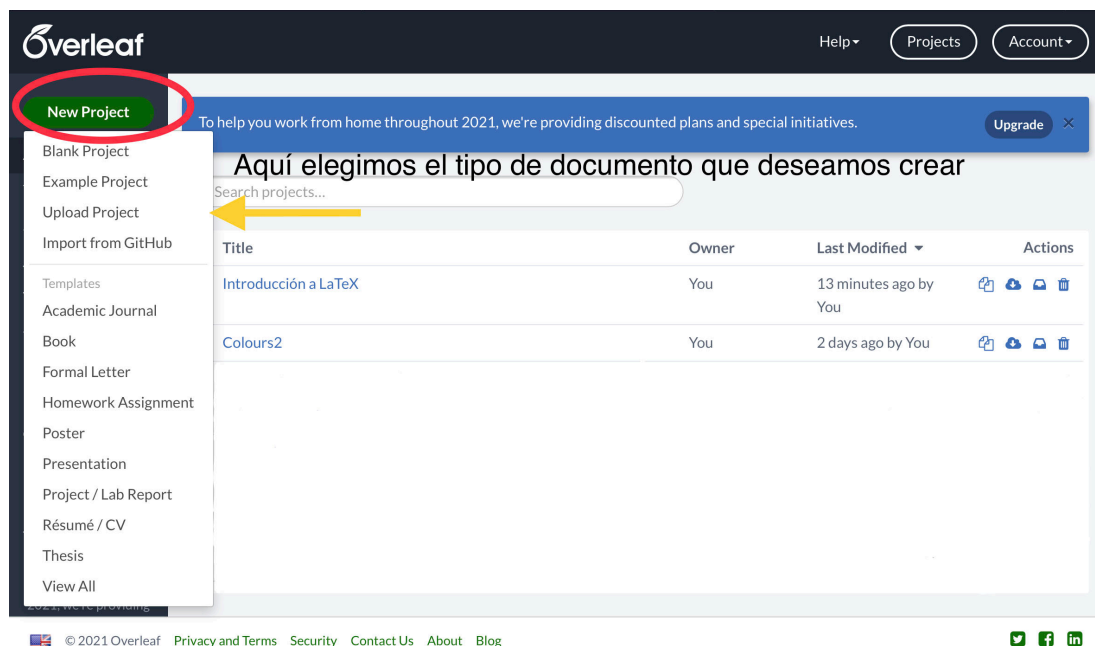 Overleaf
Help
Projects
Account
New Project
To help you work from home throughout 2021, we're providing discounted plans and special initiatives.
Upgrade ×
Blank Project
Example Project
Upload Project
Import from GitHub
Templates
Academic Journal
Book
Formal Letter
Homework Assignment
Poster
Presentation
Project / Lab Report
Résumé / CV
Thesis
View All
Aquí elegimos el tipo de documento que deseamos crear
Search projects...
Title Owner Last Modified Actions
Introducción a LaTeX You 13 minutes ago by
You
Colours2 You 2 days ago by You
2021, we're providing
© 2021 Overleaf Privacy and Terms Security Contact Us About Blog